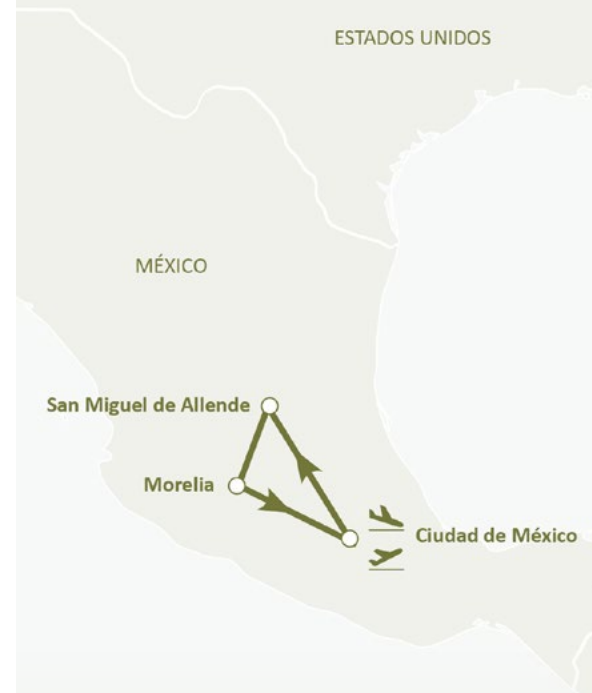 ESTADOS UNIDOS
MÉXICO
San Miguel de Allende
Morelia
Ciudad de México